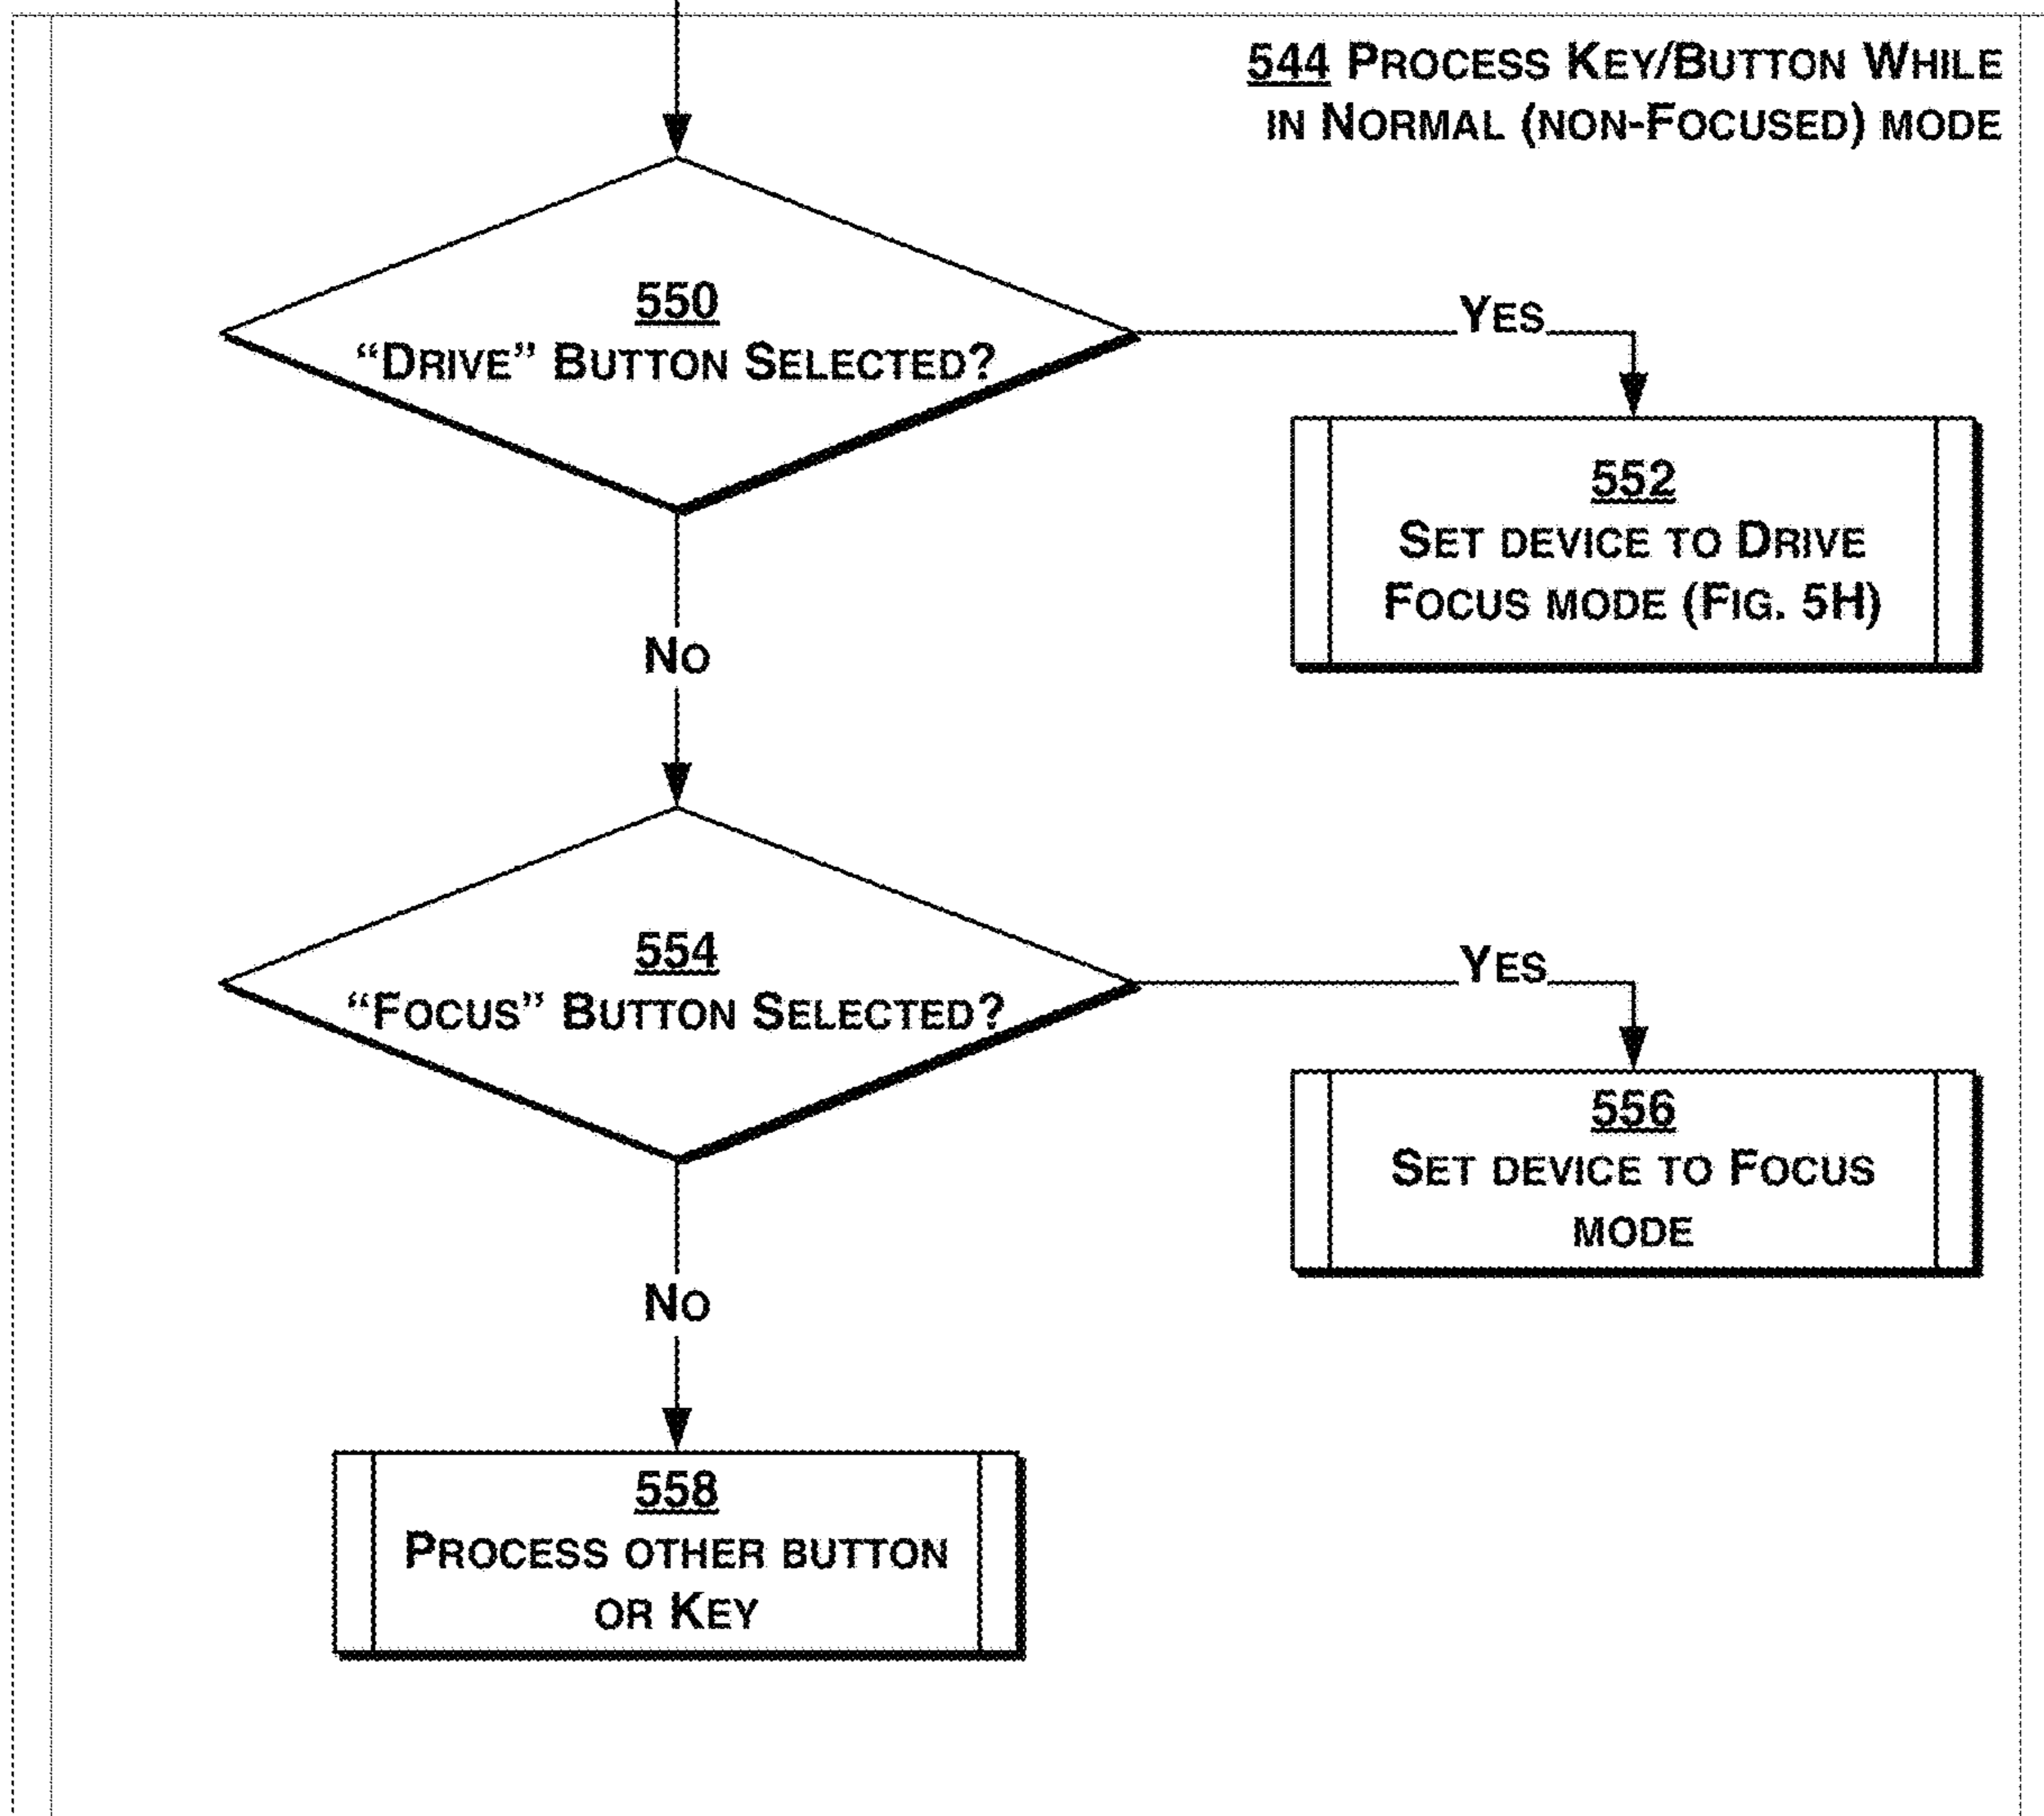 544 Process Key/Button While
in Normal (non-Focused) mode
550
“Drive” Button Selected?
Yes
552
Set device to Drive
Focus mode (Fig. 5H)
No
554
“Focus” Button Selected?
Yes
556
Set device to Focus
mode
No
558
Process other button
or Key